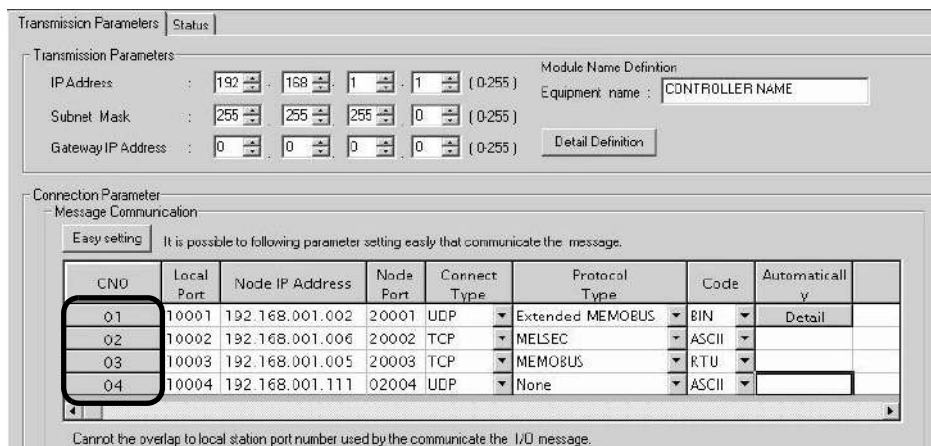 Transmission Parameters Status
Transmission Parameters
IP Address : 192 . 168 . 1 . 1 (0-255)
Subnet Mask : 255 . 255 . 255 . 0 (0-255)
Gateway IP Address : 0 . 0 . 0 . 0 (0-255)
Module Name Definition
Equipment name : CONTROLLER NAME
Detail Definition
Connection Parameter
Message Communication
Easy setting It is possible to following parameter setting easily that communicate the message.
CNO Local Port Node IP Address Node Port Connect Type Protocol Type Code Automatically
01 10001 192.168.001.002 20001 UDP Extended MEMOBUS BIN Detail
02 10002 192.168.001.006 20002 TCP MELSEC ASCII
03 10003 192.168.001.005 20003 TCP MEMOBUS RTU
04 10004 192.168.001.111 02004 UDP None ASCII
Cannot the overlap to local station port number used by the communicate the I/O message.